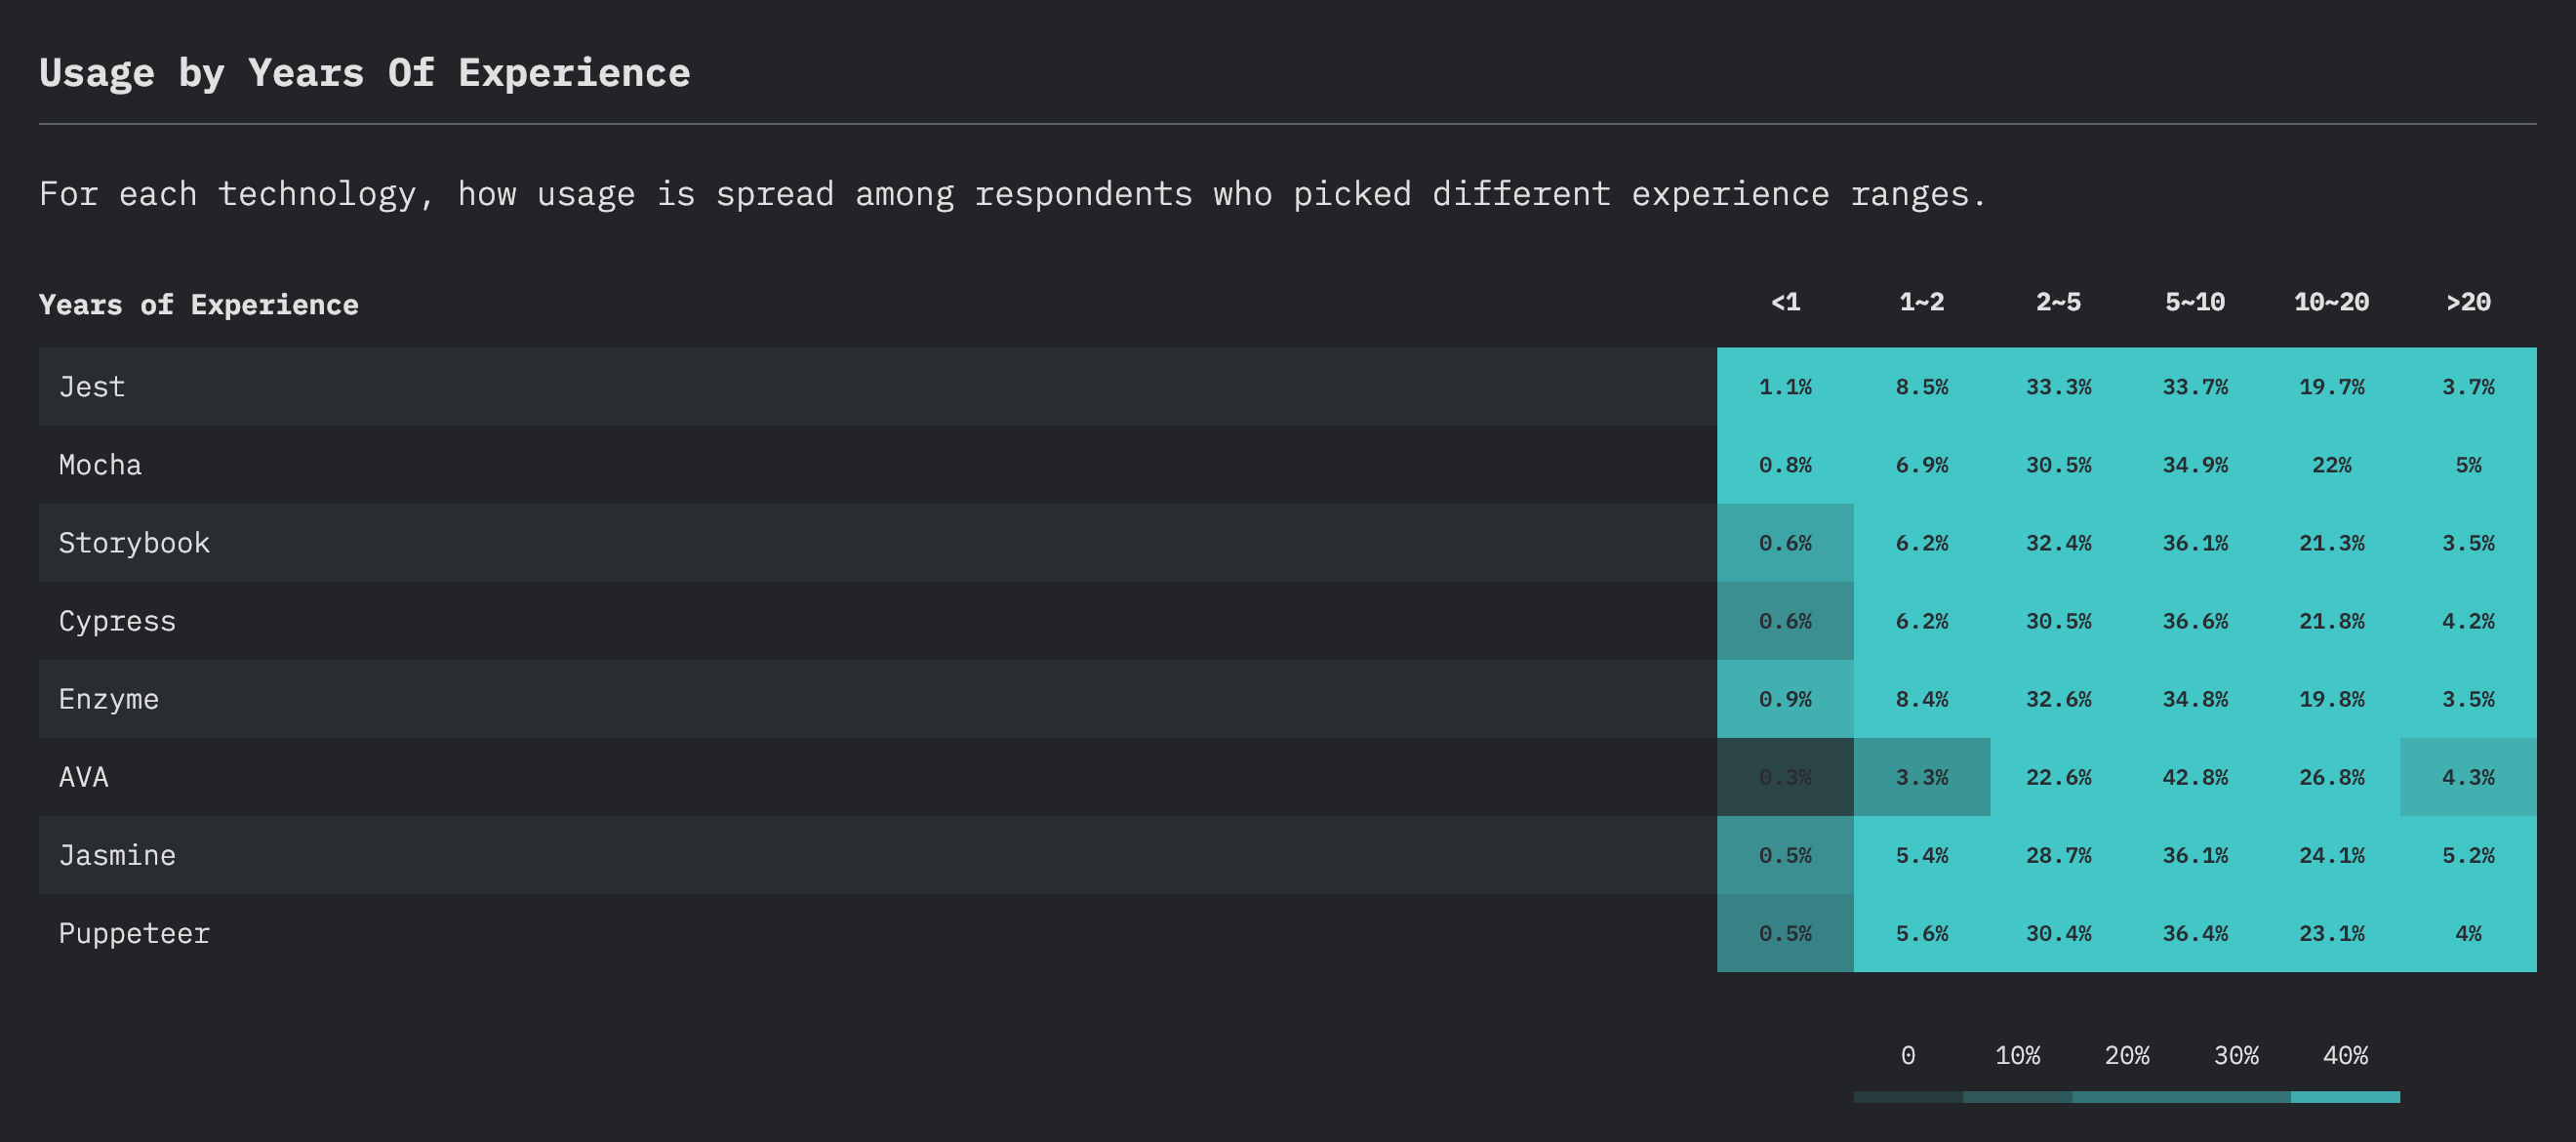 Usage by Years Of Experience
For each technology, how usage is spread among respondents who picked different experience ranges.
Years of Experience <1 1~2 2~5 5~10 10~20 >20
Jest 1.1% 8.5% 33.3% 33.7% 19.7% 3.7%
Mocha 0.8% 6.9% 30.5% 34.9% 22% 5%
Storybook 0.6% 6.2% 32.4% 36.1% 21.3% 3.5%
Cypress 0.6% 6.2% 30.5% 36.6% 21.8% 4.2%
Enzyme 0.9% 8.4% 32.6% 34.8% 19.8% 3.5%
AVA 0.3% 3.3% 22.6% 42.8% 26.8% 4.3%
Jasmine 0.5% 5.4% 28.7% 36.1% 24.1% 5.2%
Puppeteer 0.5% 5.6% 30.4% 36.4% 23.1% 4%
0 10% 20% 30% 40%